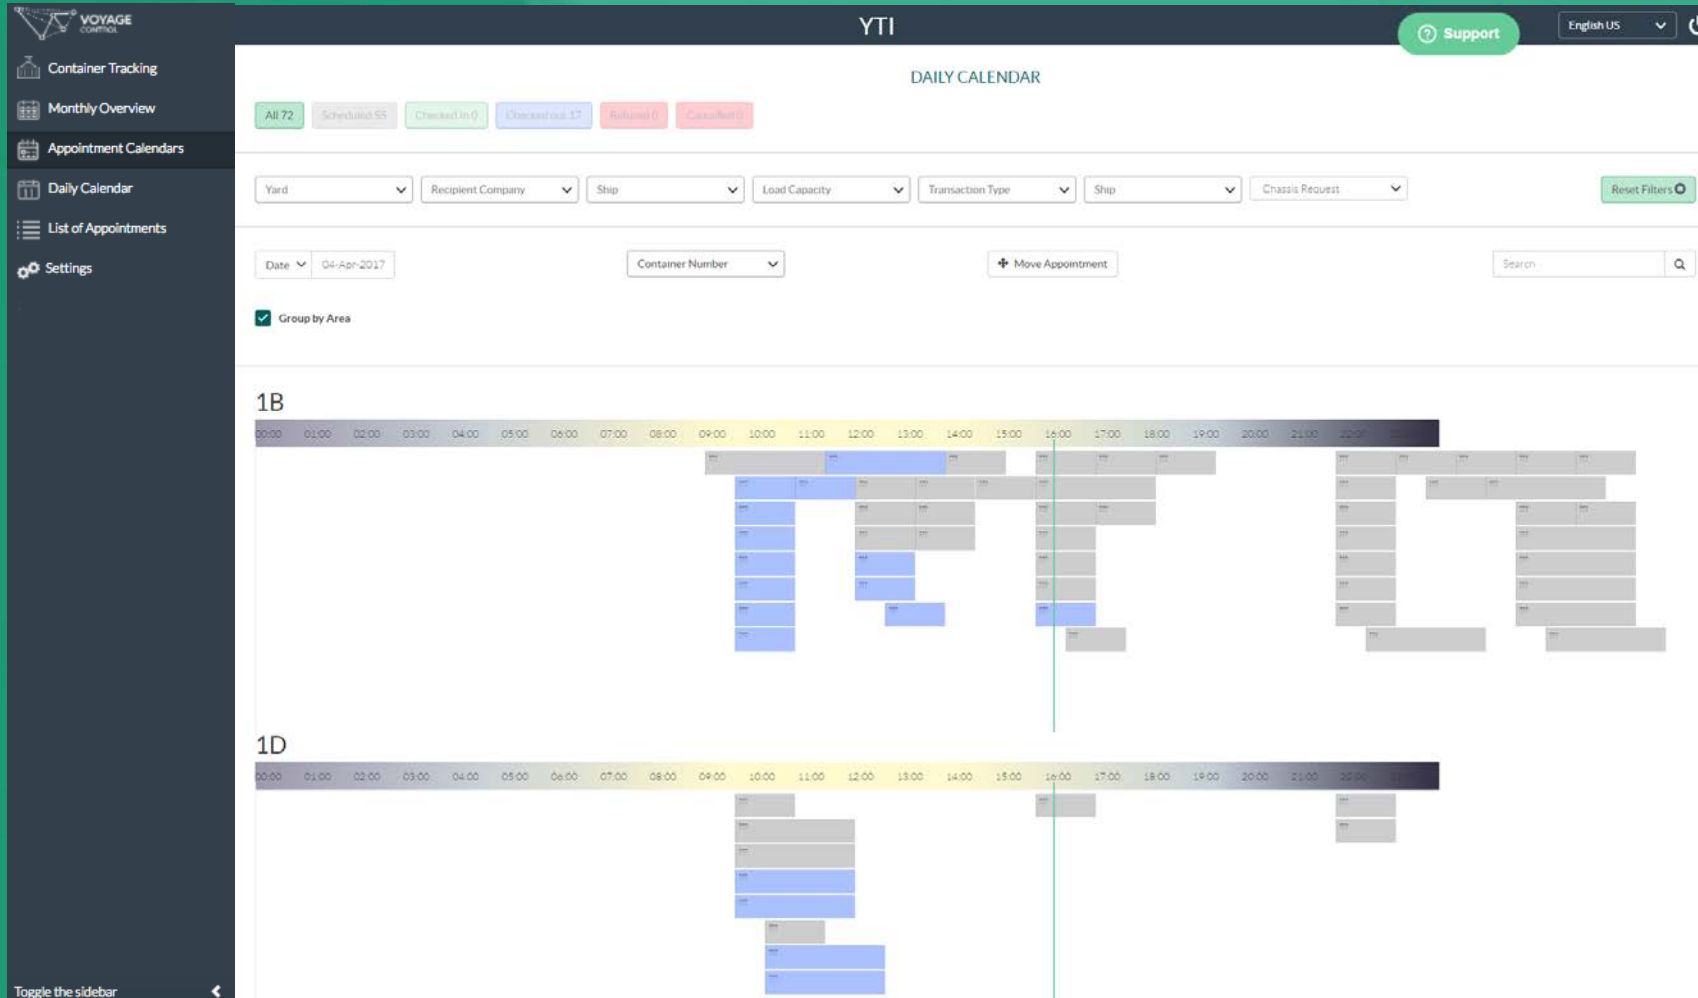 VOYAGE
CONTROL
YTI
Support
English US
Container Tracking
Monthly Overview
Appointment Calendars
Daily Calendar
List of Appointments
Settings
Toggle the sidebar
DAILY CALENDAR
All 72 Scheduled 55 Checked in 0 Checked out 17 Refused 0 Cancelled 0
Yard Recipient Company Ship Load Capacity Transaction Type Ship Chassis Request Reset Filters
Date 04-Apr-2017 Container Number Move Appointment Search
Group by Area
1B
00:00 01:00 02:00 03:00 04:00 05:00 06:00 07:00 08:00 09:00 10:00 11:00 12:00 13:00 14:00 15:00 16:00 17:00 18:00 19:00 20:00 21:00 22:00
1D
00:00 01:00 02:00 03:00 04:00 05:00 06:00 07:00 08:00 09:00 10:00 11:00 12:00 13:00 14:00 15:00 16:00 17:00 18:00 19:00 20:00 21:00 22:00